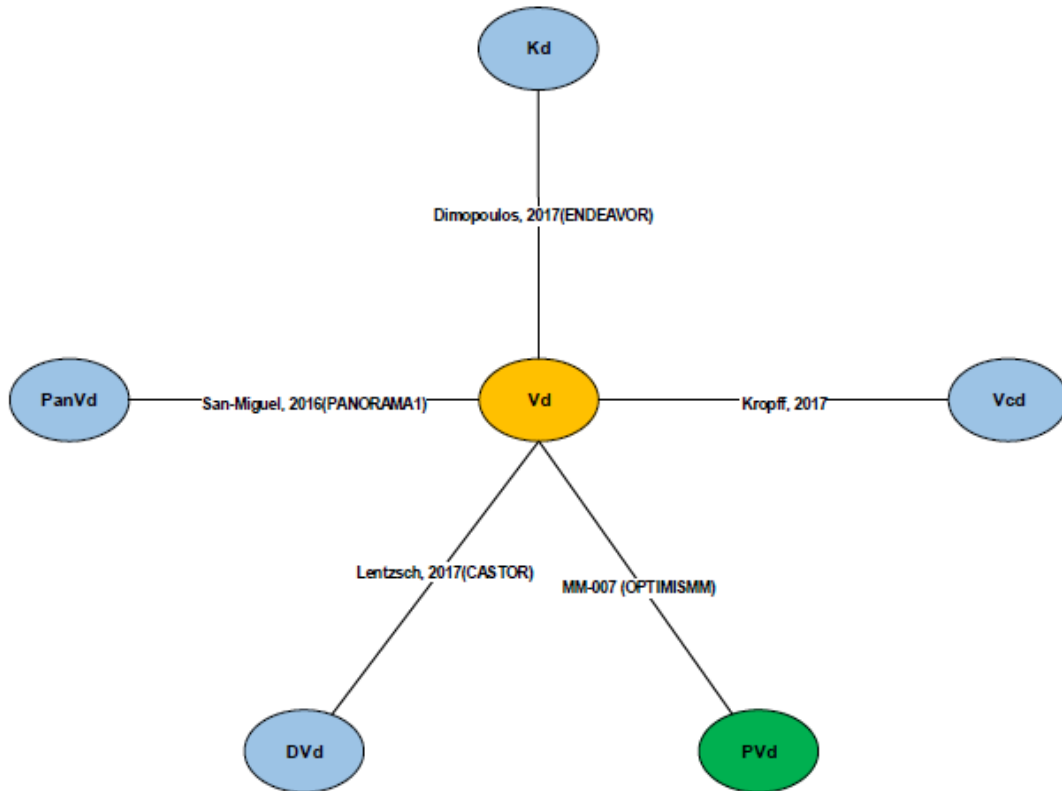 Kd
Dimopoulos, 2017(ENDEAVOR)
PanVd
San-Miguel, 2016(PANORAMA1)
Vd
Kropff, 2017
Vcd
Lentzsch, 2017(CASTOR)
MM-007 (OPTIMISMM)
DVd
PVd